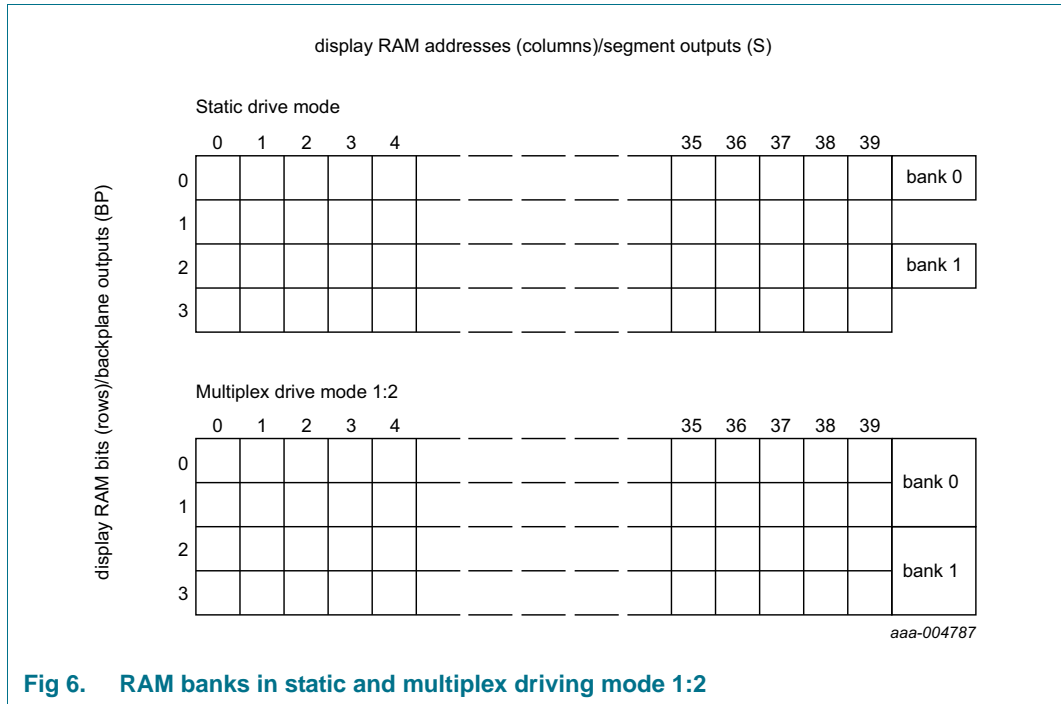 display RAM addresses (columns)/segment outputs (S)
display RAM bits (rows)/backplane outputs (BP)
Static drive mode
0 1 2 3 4 35 36 37 38 39
0 bank 0
1
2 bank 1
3
Multiplex drive mode 1:2
0 1 2 3 4 35 36 37 38 39
0
bank 0
1
2
bank 1
3
aaa-004787
Fig 6. RAM banks in static and multiplex driving mode 1:2